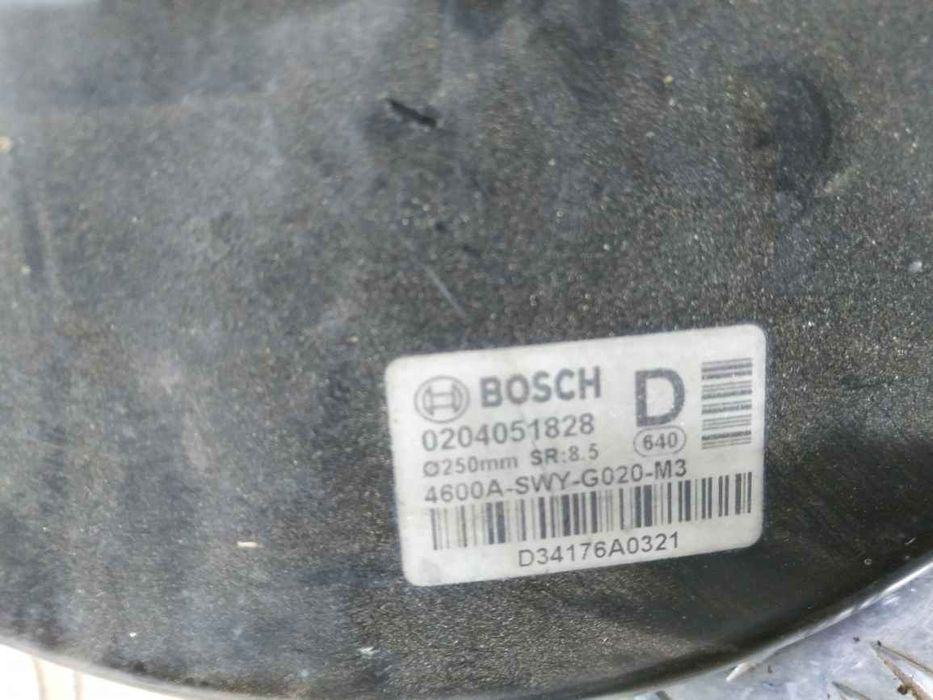 BOSCH D
0204051828
640
Ø250mm SR:8.5
4600A-SWY-G020-M3
D34176A0321